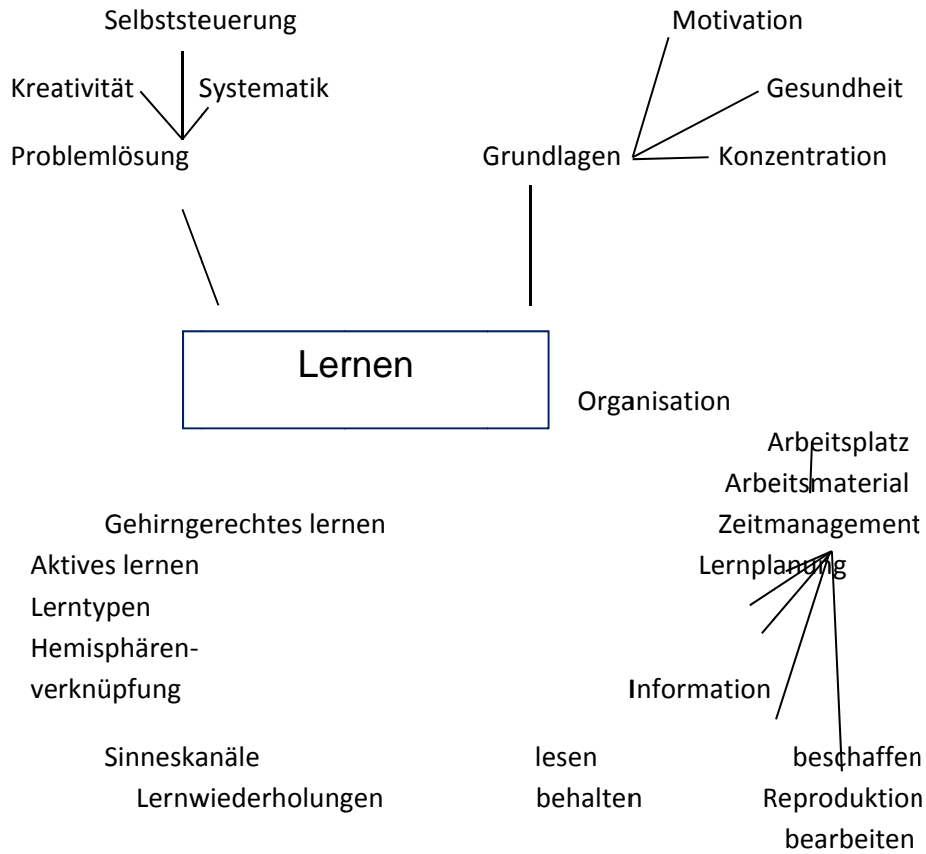 Selbststeuerung Motivation
Kreativität Systematik Gesundheit
Problemlösung Grundlagen Konzentration
Lernen
Organisation
Arbeitsplatz
Arbeitsmaterial
Gehirngerechtes lernen Zeitmanagement
Aktives lernen Lernplanung
Lerntypen
Hemisphären-
verknüpfung Information
Sinneskanäle lesen beschaffen
Lernwiederholungen behalten Reproduktion
bearbeiten